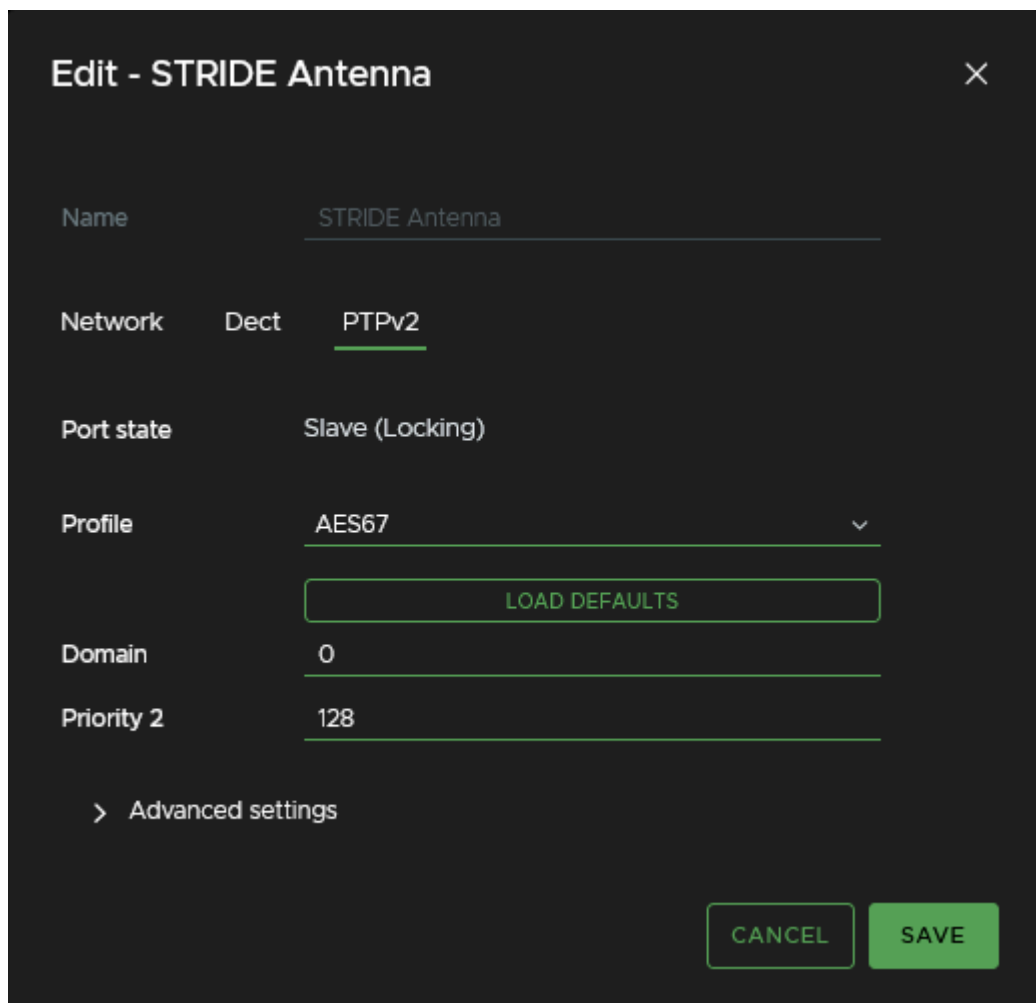 Edit - STRIDE Antenna
Name STRIDE Antenna
Network Dect PTPv2
Port state Slave (Locking)
Profile AES67
LOAD DEFAULTS
Domain 0
Priority 2 128
Advanced settings
CANCEL SAVE